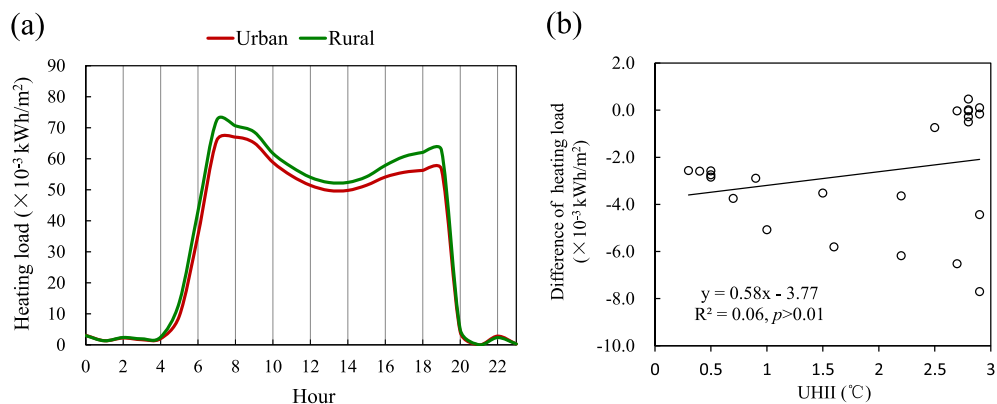 (a)
Urban Rural
Heating load (×10⁻³ kWh/m²)
90
80
70
60
50
40
30
20
10
0
0 2 4 6 8 10 12 14 16 18 20 22
Hour
(b)
Difference of heating load
(×10⁻³ kWh/m²)
2.0
0.0
-2.0
-4.0
-6.0
-8.0
-10.0
y = 0.58x - 3.77
R² = 0.06, p>0.01
0 0.5 1 1.5 2 2.5 3
UHII (℃)